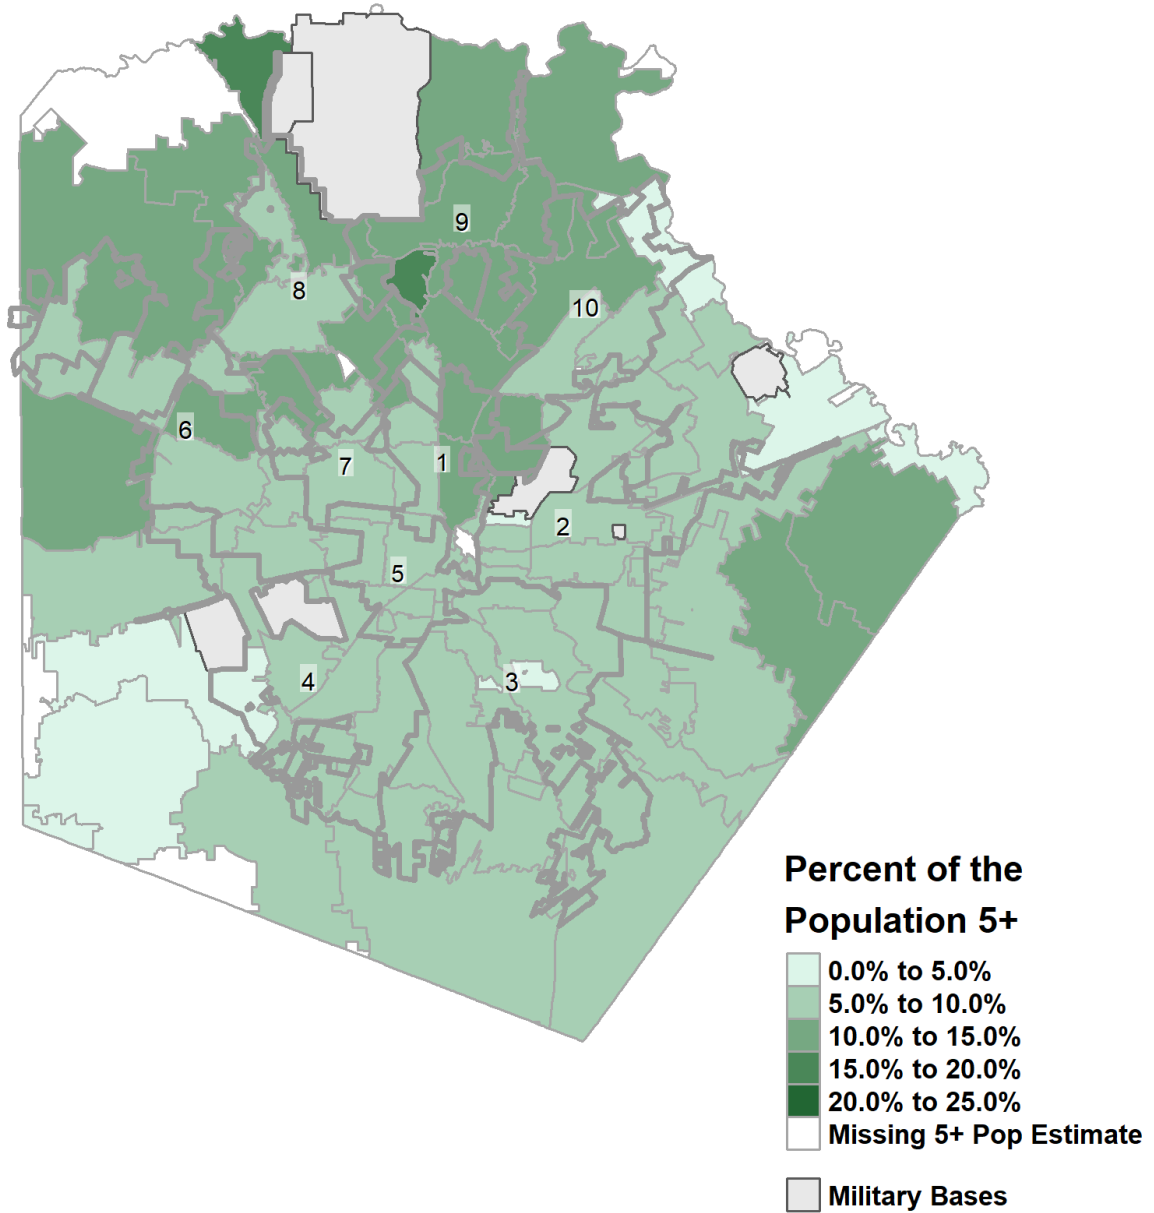 9
8
10
6
7
1
2
5
4
3
Percent of the
Population 5+
0.0% to 5.0%
5.0% to 10.0%
10.0% to 15.0%
15.0% to 20.0%
20.0% to 25.0%
Missing 5+ Pop Estimate
Military Bases